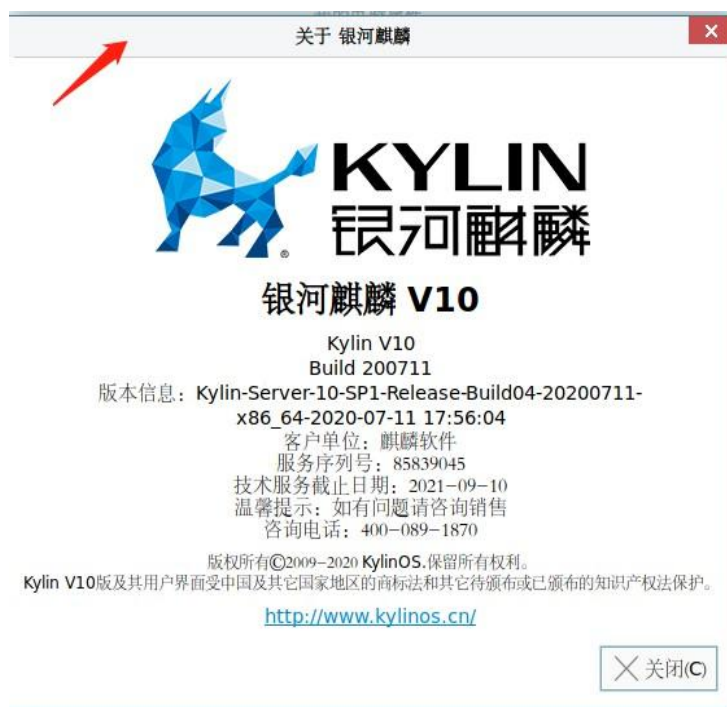 关于 银河麒麟
KYLIN
银河麒麟
银河麒麟 V10
Kylin V10
Build 200711
版本信息：Kylin-Server-10-SP1-Release-Build04-20200711-
x86_64-2020-07-11 17:56:04
客户单位：麒麟软件
服务序列号：85839045
技术服务截止日期：2021-09-10
温馨提示：如有问题请咨询销售
咨询电话：400-089-1870
版权所有©2009-2020 KylinOS.保留所有权利。
Kylin V10版及其用户界面受中国及其它国家地区的商标法和其它待颁布或已颁布的知识产权法保护。
http://www.kylinos.cn/
关闭(C)